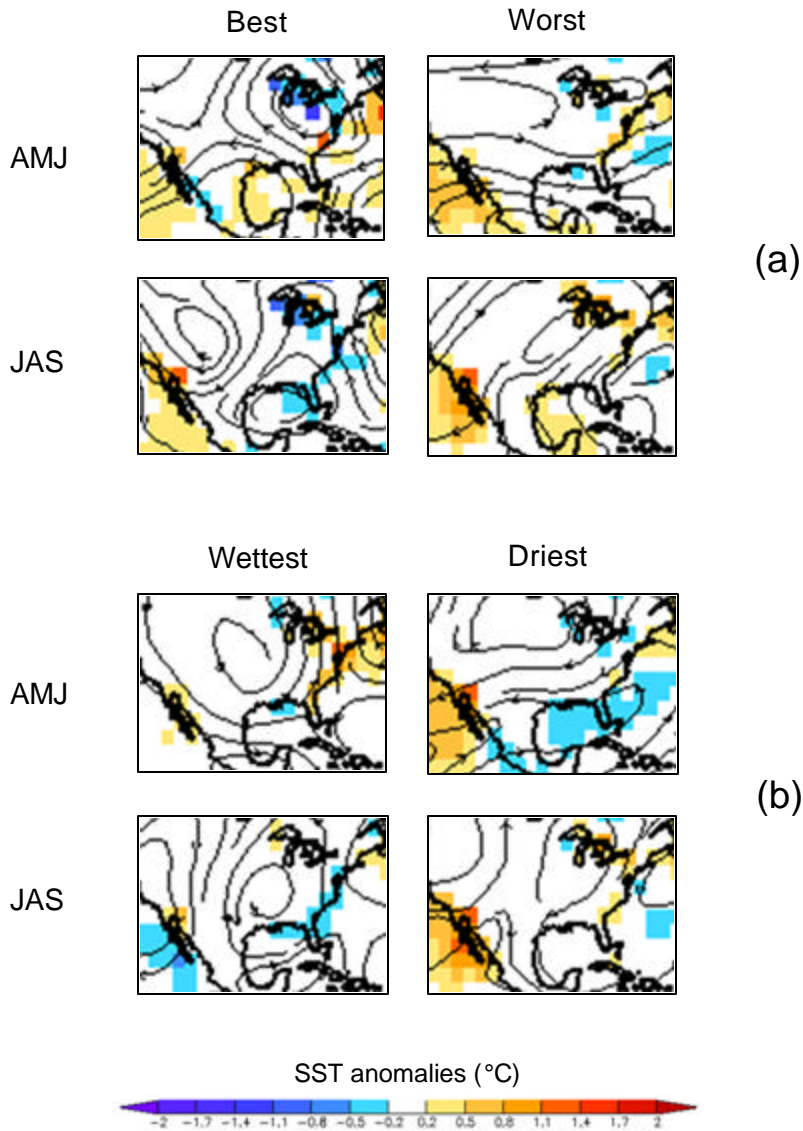 Best Worst
AMJ
(a)
JAS
Wettest Driest
AMJ
(b)
JAS
SST anomalies (°C)
-2 -1.7 -1.4 -1.1 -0.8 -0.5 -0.2 0.2 0.5 0.8 1.1 1.4 1.7 2